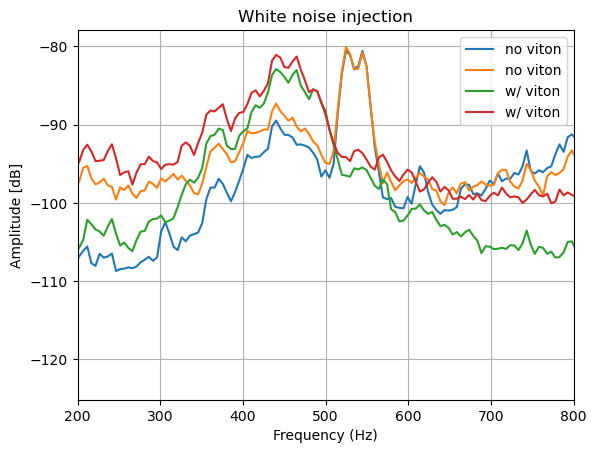 White noise injection
no viton
no viton
w/ viton
w/ viton
Amplitude [dB]
−80
−90
−100
−110
−120
200 300 400 500 600 700 800
Frequency (Hz)